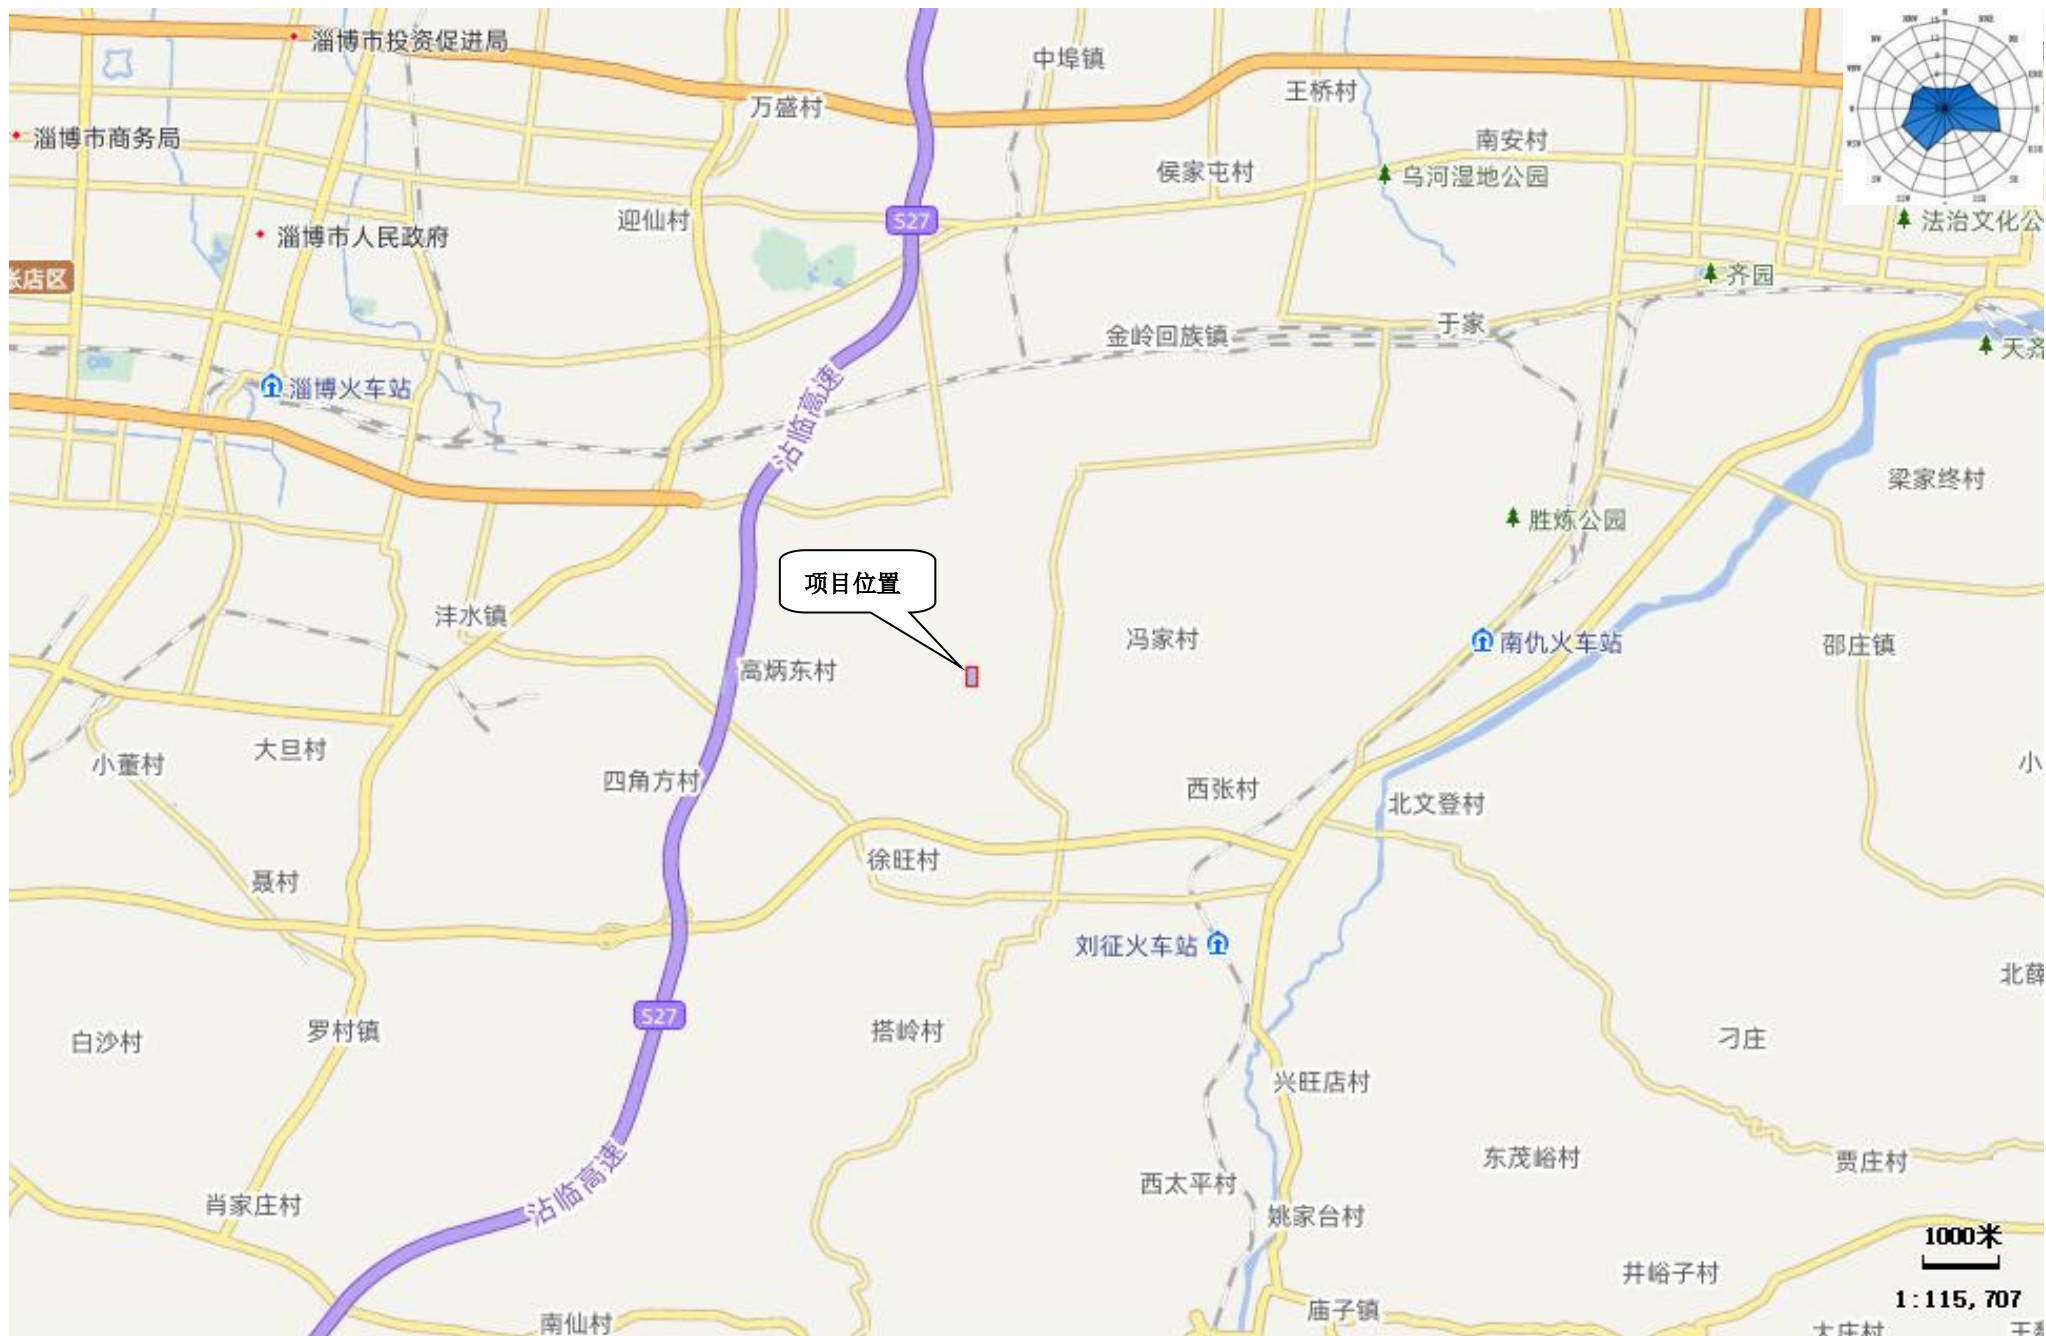 淄博市投资促进局
中埠镇
王桥村
万盛村
淄博市商务局
南安村
侯家屯村
乌河湿地公园
迎仙村
S27
法治文化公
淄博市人民政府
张店区
齐园
于家
金岭回族镇
天齐
淄博火车站
沾临高速
梁家终村
胜炼公园
项目位置
沣水镇
冯家村
南仇火车站
邵庄镇
高炳东村
大旦村
小董村
小
四角方村
西张村
北文登村
徐旺村
聂村
刘征火车站
北薛
S27
罗村镇
搭岭村
白沙村
刁庄
兴旺店村
东茂峪村
贾庄村
沾临高速
西太平村
肖家庄村
姚家台村
1000米
井峪子村
1:115,707
庙子镇
南仙村